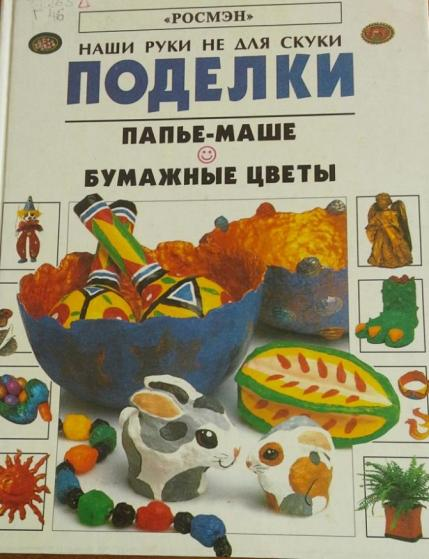 «РОСМЭН»
НАШИ РУКИ НЕ ДЛЯ СКУКИ
ПОДЕЛКИ
ПАПЬЕ-МАШЕ
БУМАЖНЫЕ ЦВЕТЫ